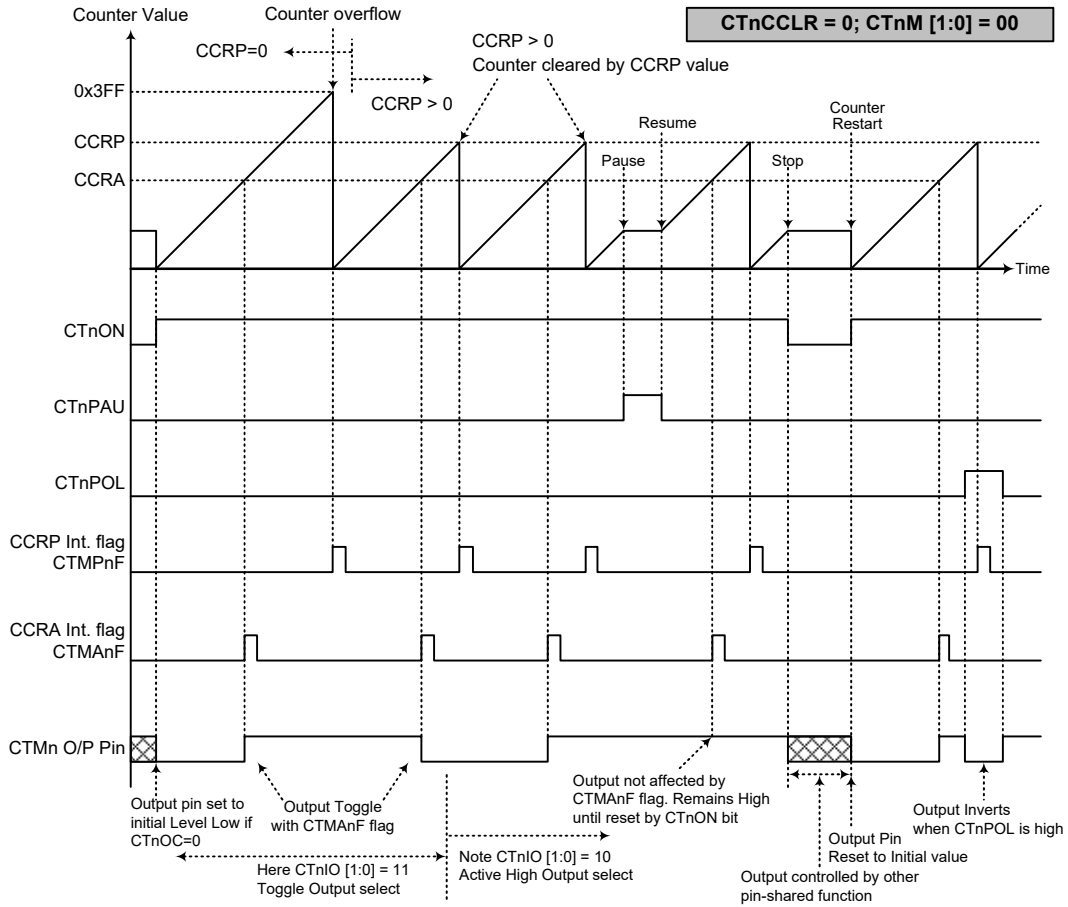 Counter Value
Counter overflow
CTnCCLR = 0; CTnM [1:0] = 00
CCRP=0
CCRP > 0
CCRP > 0
Counter cleared by CCRP value
0x3FF
CCRP
CCRA
Pause
Resume
Stop
Counter
Restart
Time
CTnON
CTnPAU
CTnPOL
CCRP Int. flag
CTMPnF
CCRA Int. flag
CTMAnF
CTMn O/P Pin
Output pin set to
initial Level Low if
CTnOC=0
Output Toggle
with CTMAnF flag
Here CTnIO [1:0] = 11
Toggle Output select
Note CTnIO [1:0] = 10
Active High Output select
Output not affected by
CTMAnF flag. Remains High
until reset by CTnON bit
Output Pin
Reset to Initial value
Output controlled by other
pin-shared function
Output Inverts
when CTnPOL is high